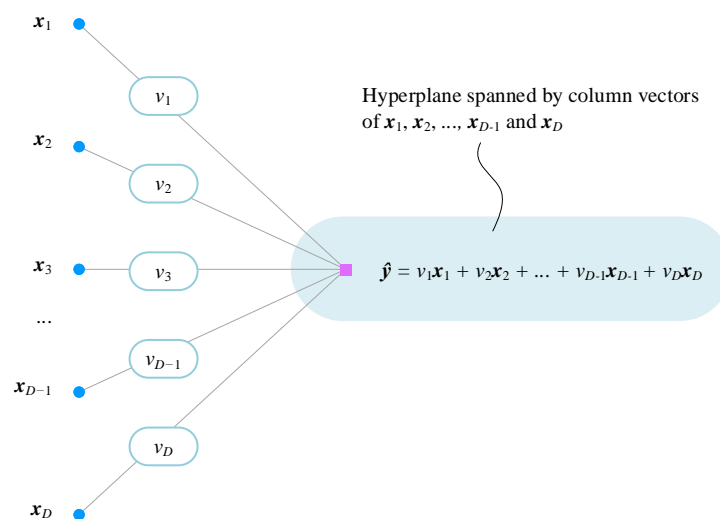 x1
v1
Hyperplane spanned by column vectors
of x1, x2, ..., xD-1 and xD
x2
v2
x3
v3
ŷ = v1x1 + v2x2 + ... + vD-1xD-1 + vDxD
...
vD−1
xD−1
vD
xD